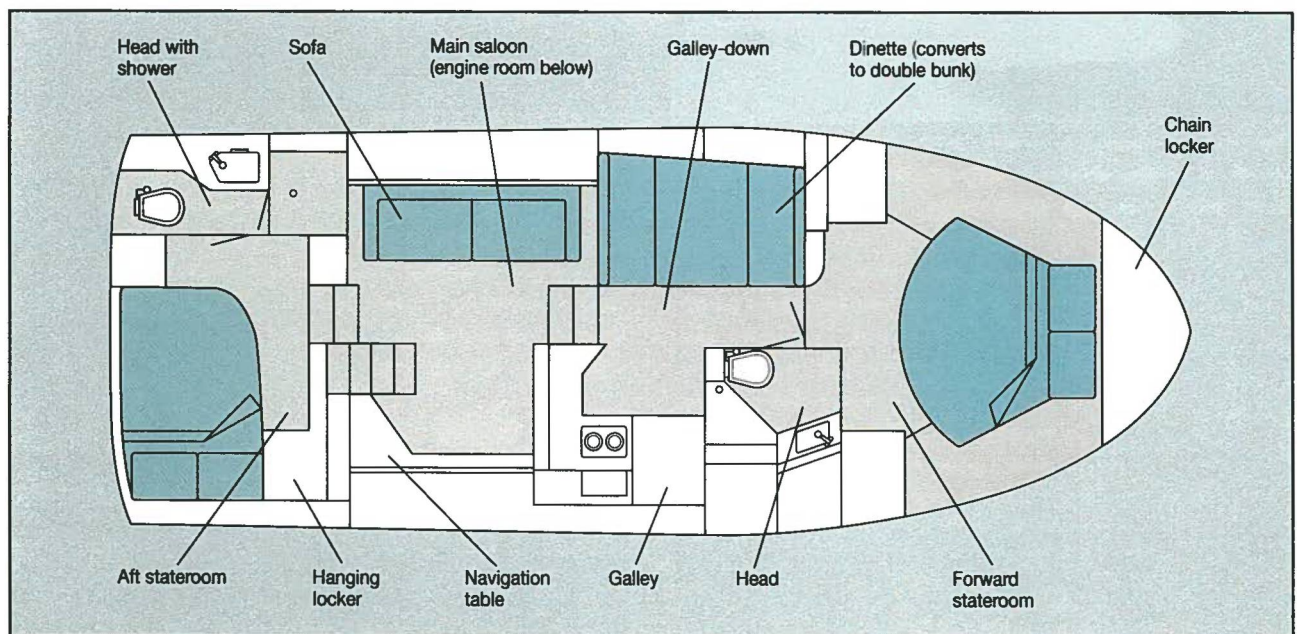 Head with
shower
Sofa
Main saloon
(engine room below)
Galley-down
Dinette (converts
to double bunk)
Chain
locker
Aft stateroom
Hanging
locker
Navigation
table
Galley
Head
Forward
stateroom